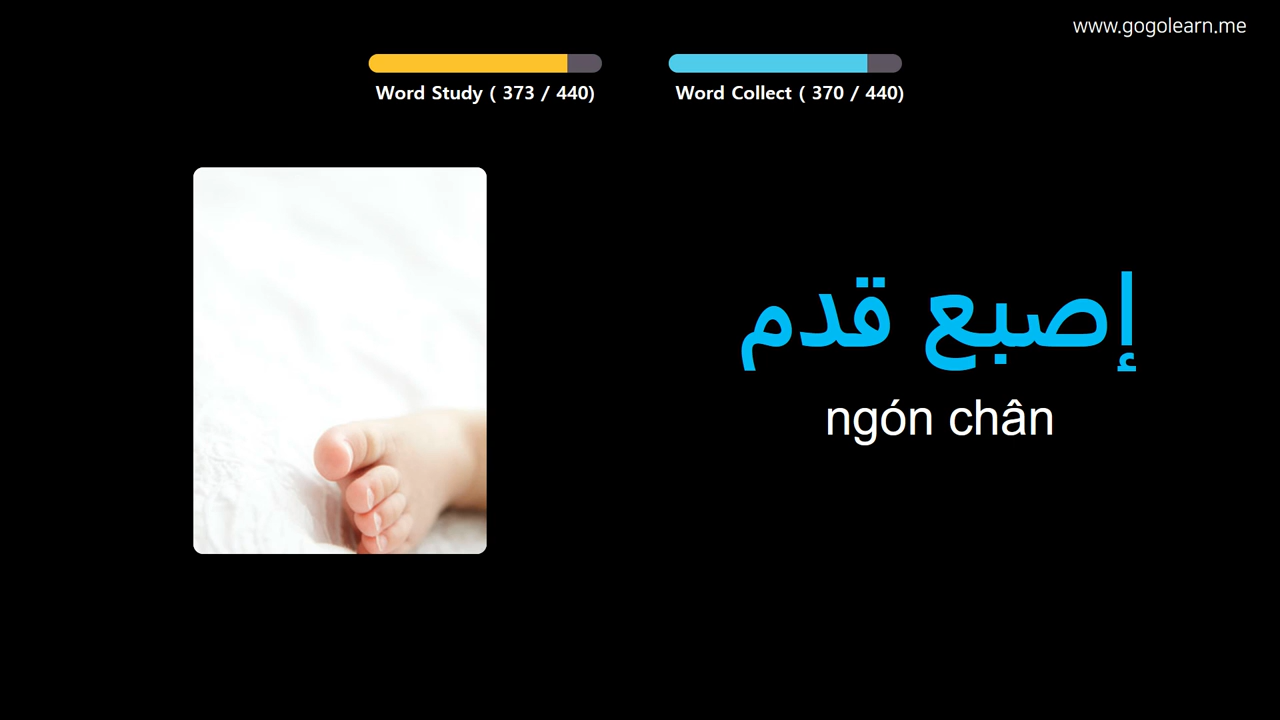 www.gogolearn.me
Word Study ( 373 / 440)
Word Collect ( 370 / 440)
إصبع قدم
ngón chân